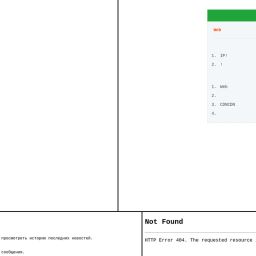 Web
1. IP!
2. !
1. Web
2.
3. CDNCDN
4.
просмотреть историю последних новостей.
сообщения.
Not Found
HTTP Error 404. The requested resource